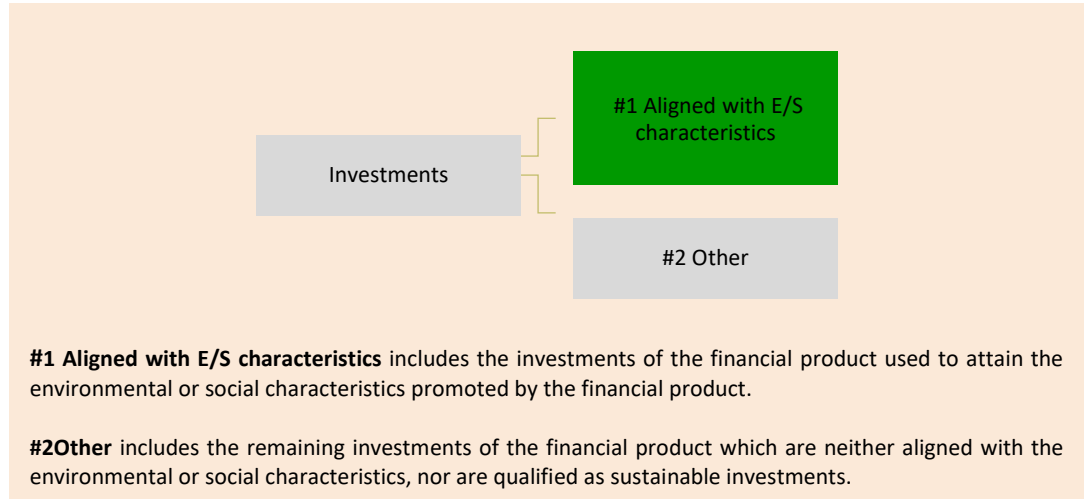 #1 Aligned with E/S
characteristics
Investments
#2 Other
#1 Aligned with E/S characteristics includes the investments of the financial product used to attain the
environmental or social characteristics promoted by the financial product.
#2Other includes the remaining investments of the financial product which are neither aligned with the
environmental or social characteristics, nor are qualified as sustainable investments.